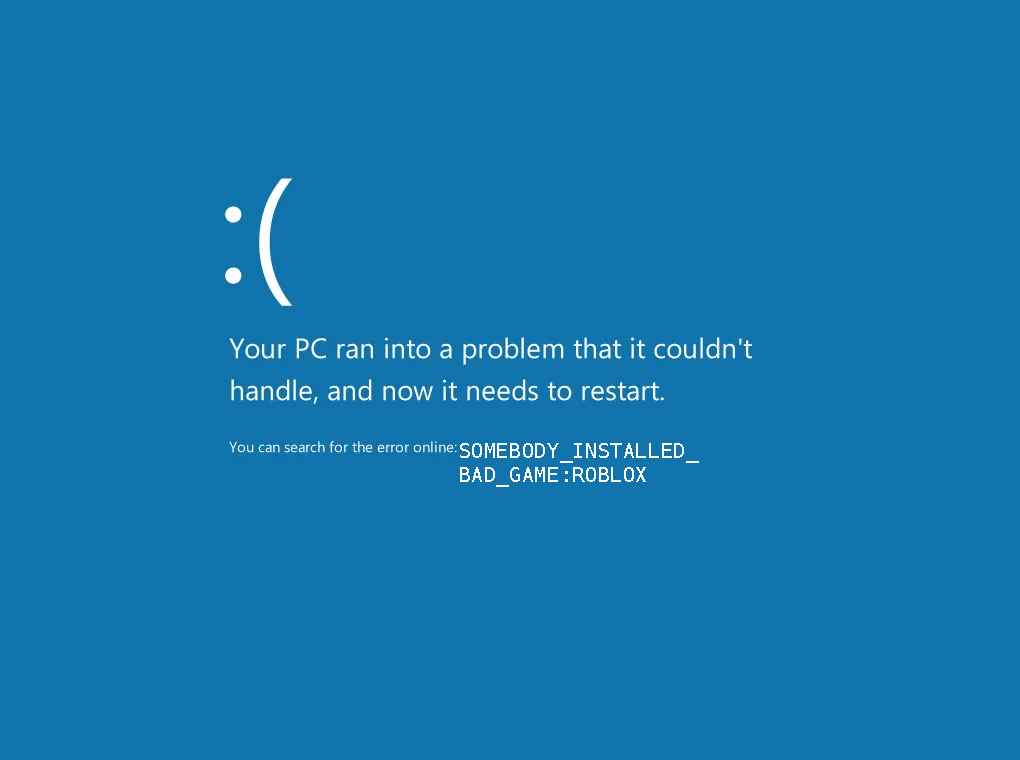 :(
Your PC ran into a problem that it couldn't
handle, and now it needs to restart.
You can search for the error online:SOMEBODY_INSTALLED_
BAD_GAME:ROBLOX